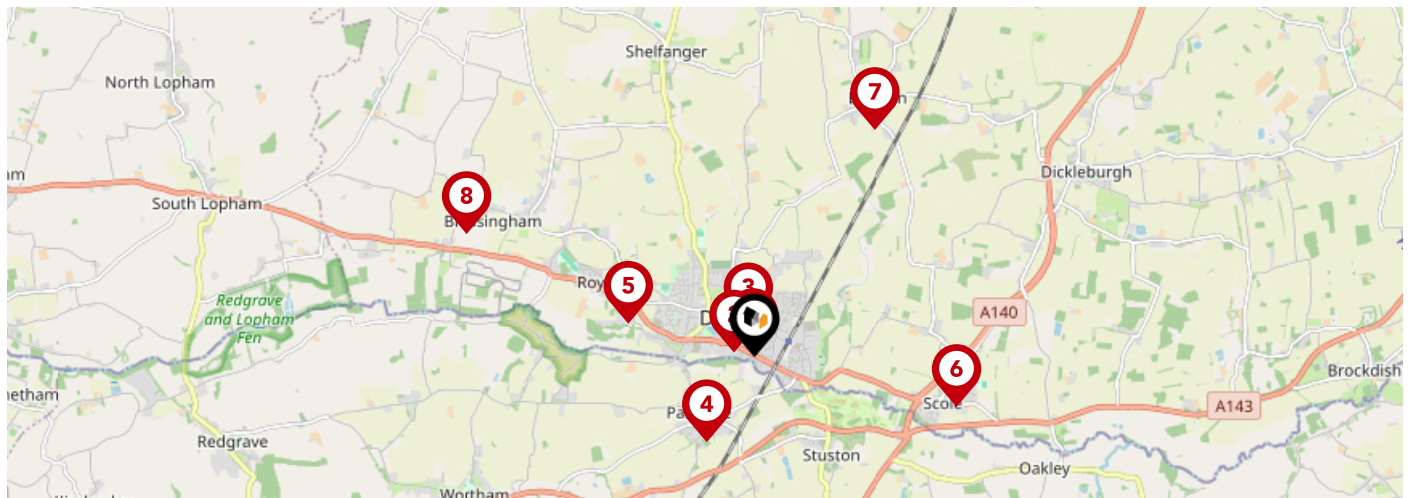 Shelfanger
North Lopham
7
Dickleburgh
8
South Lopham
Bressingham
5
3
Redgrave
and Lopham
Fen
A140
6
Brockdish
4
A143
Scole
Redgrave
Stuston
Oakley
Wortham